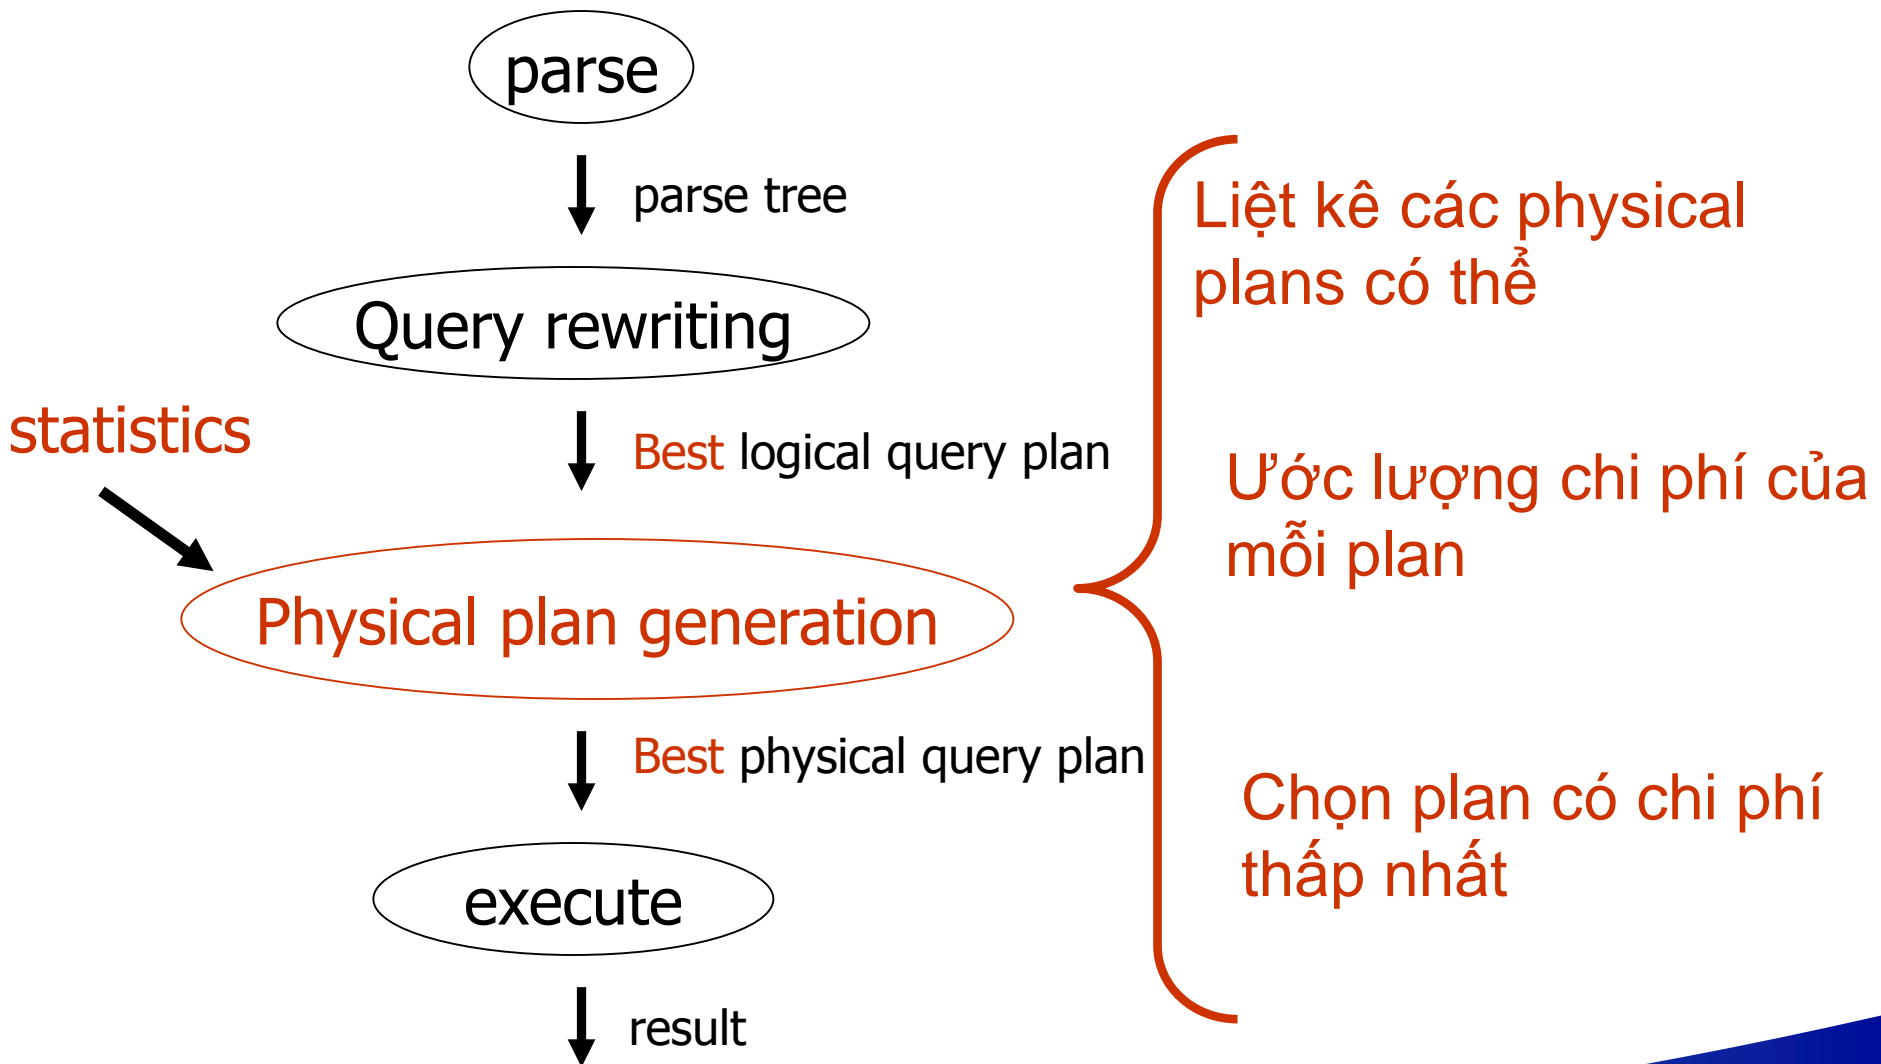 parse
parse tree
Query rewriting
statistics
Best logical query plan
Physical plan generation
Best physical query plan
execute
result
Liệt kê các physical
plans có thể
Ước lượng chi phí của
mỗi plan
Chọn plan có chi phí
thấp nhất